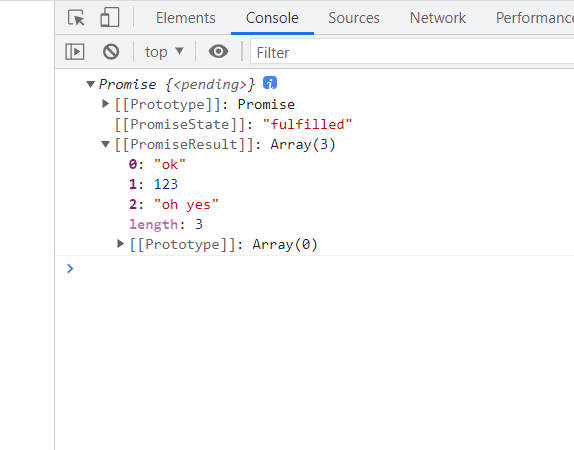 Elements Console Sources Network Performance
top ▼ Filter
▼ Promise {<pending>} i
▶ [[Prototype]]: Promise
[[PromiseState]]: "fulfilled"
▼ [[PromiseResult]]: Array(3)
0: "ok"
1: 123
2: "oh yes"
length: 3
▶ [[Prototype]]: Array(0)
>